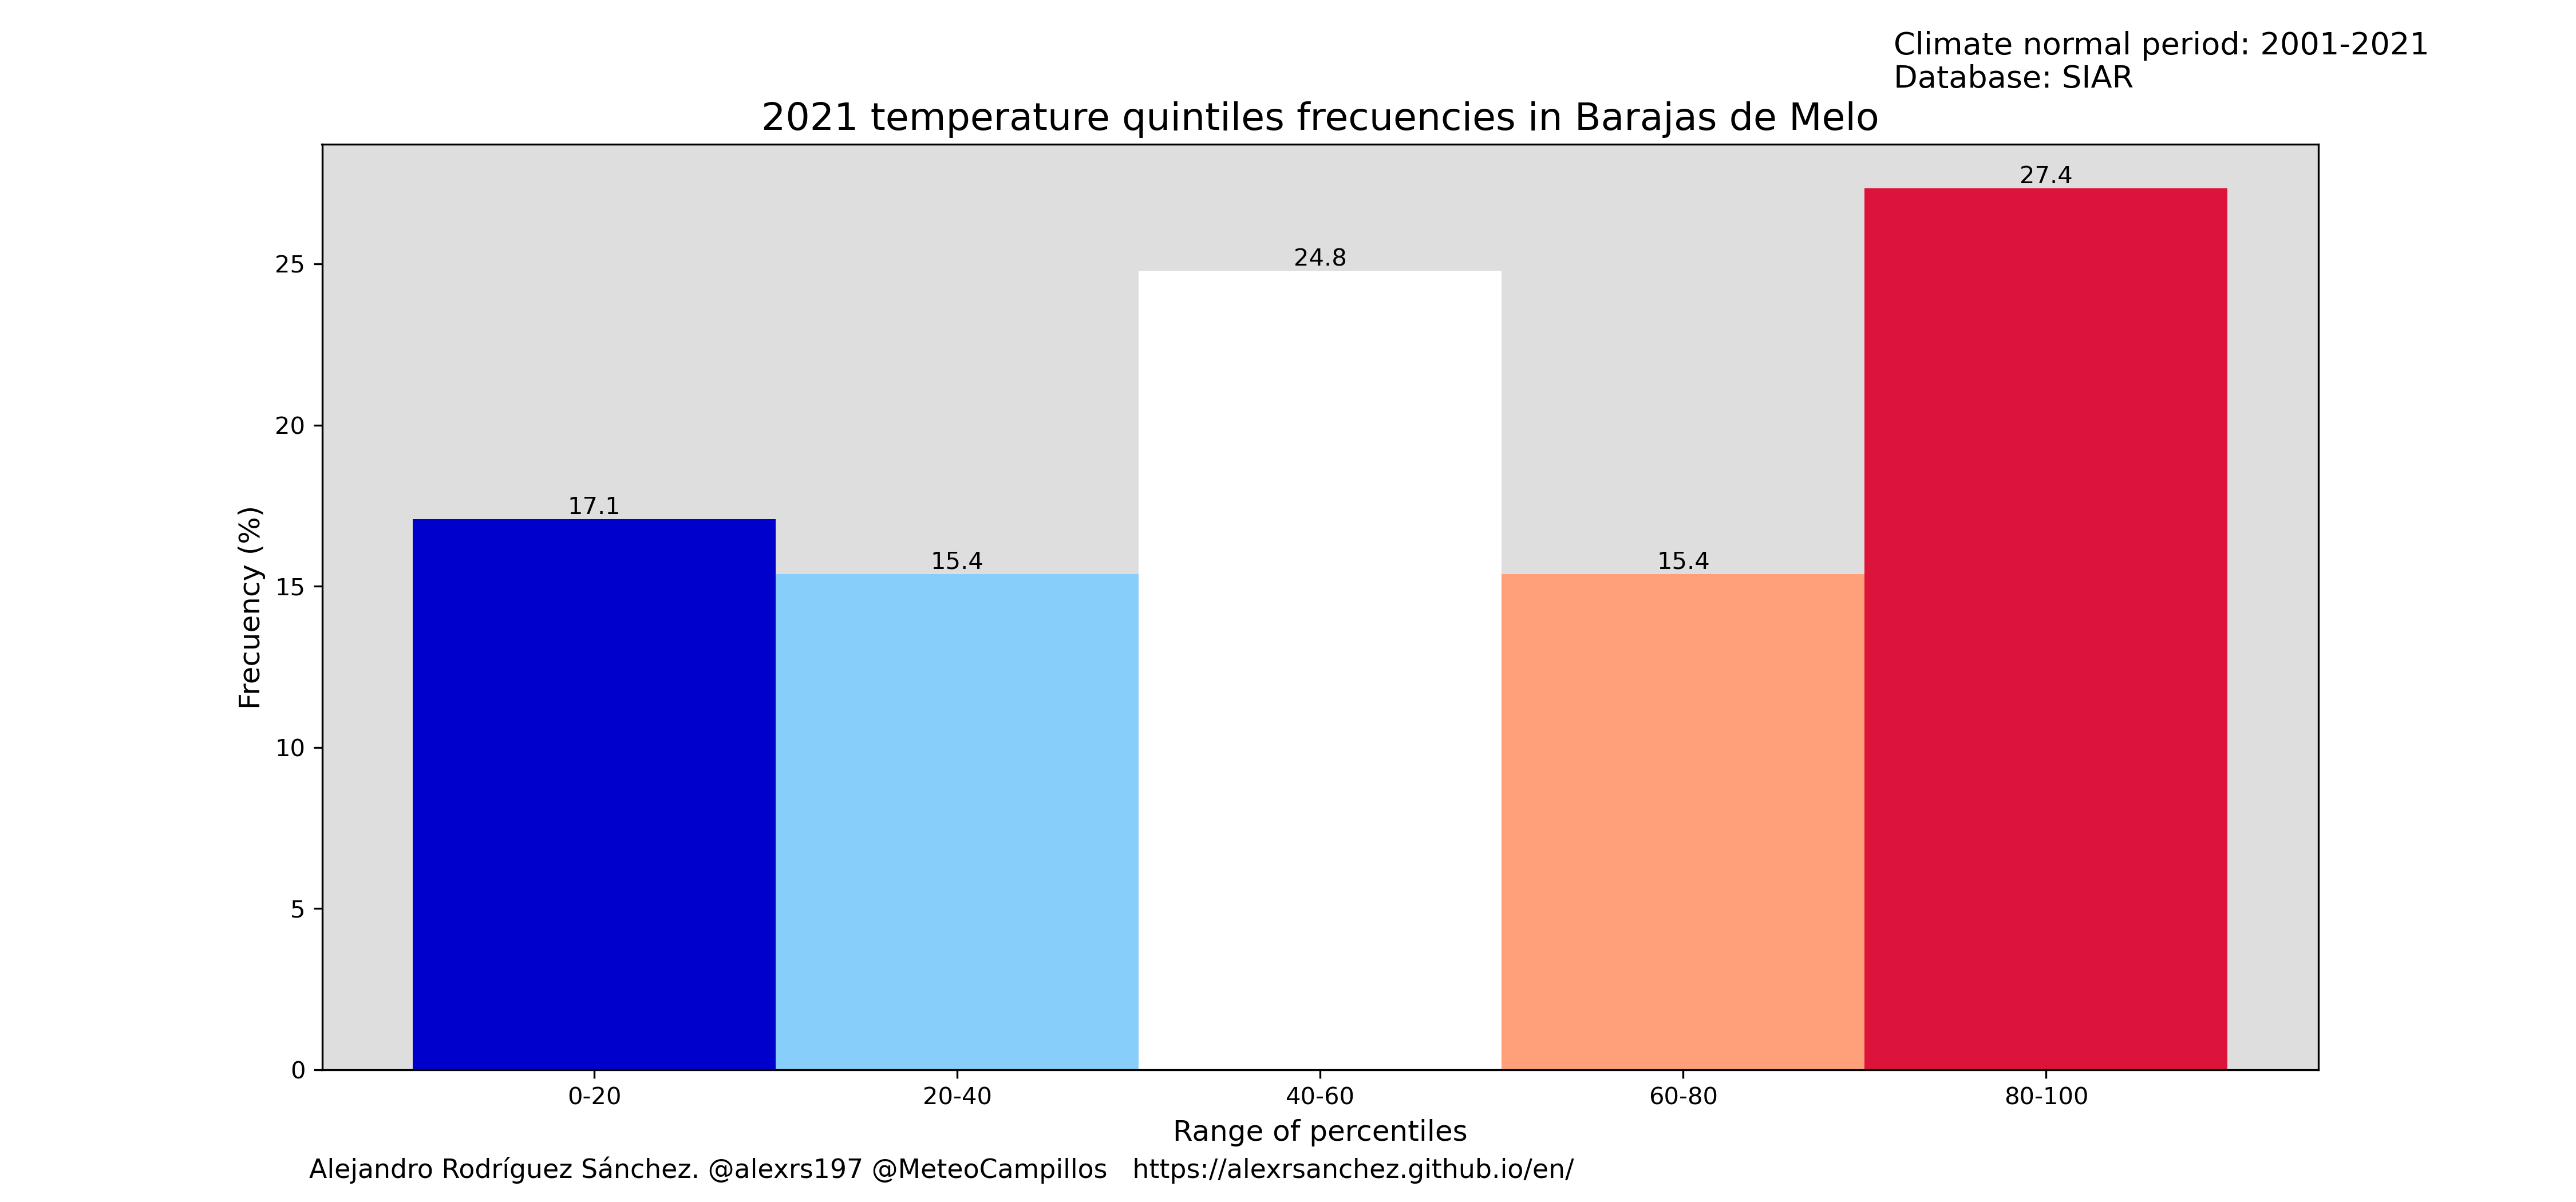 Climate normal period: 2001-2021
Database: SIAR
2021 temperature quintiles frecuencies in Barajas de Melo
27.4
24.8
17.1
15.4
15.4
25
20
15
10
5
0
Frecuency (%)
0-20
20-40
40-60
60-80
80-100
Range of percentiles
Alejandro Rodríguez Sánchez. @alexrs197 @MeteoCampillos https://alexrsanchez.github.io/en/